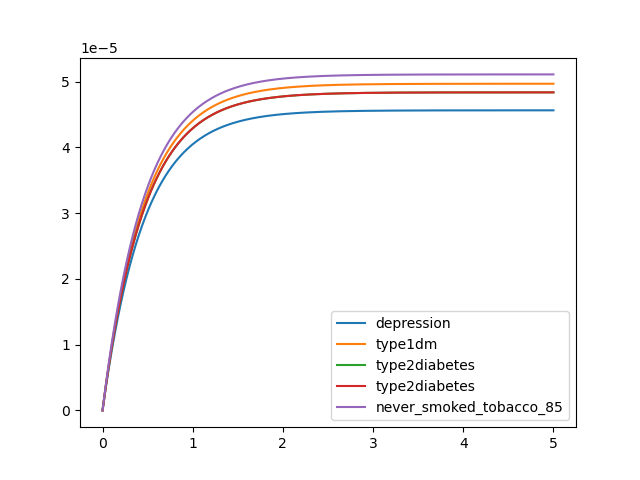 1e−5
5
4
3
2
1
0
0 1 2 3 4 5
depression
type1dm
type2diabetes
type2diabetes
never_smoked_tobacco_85